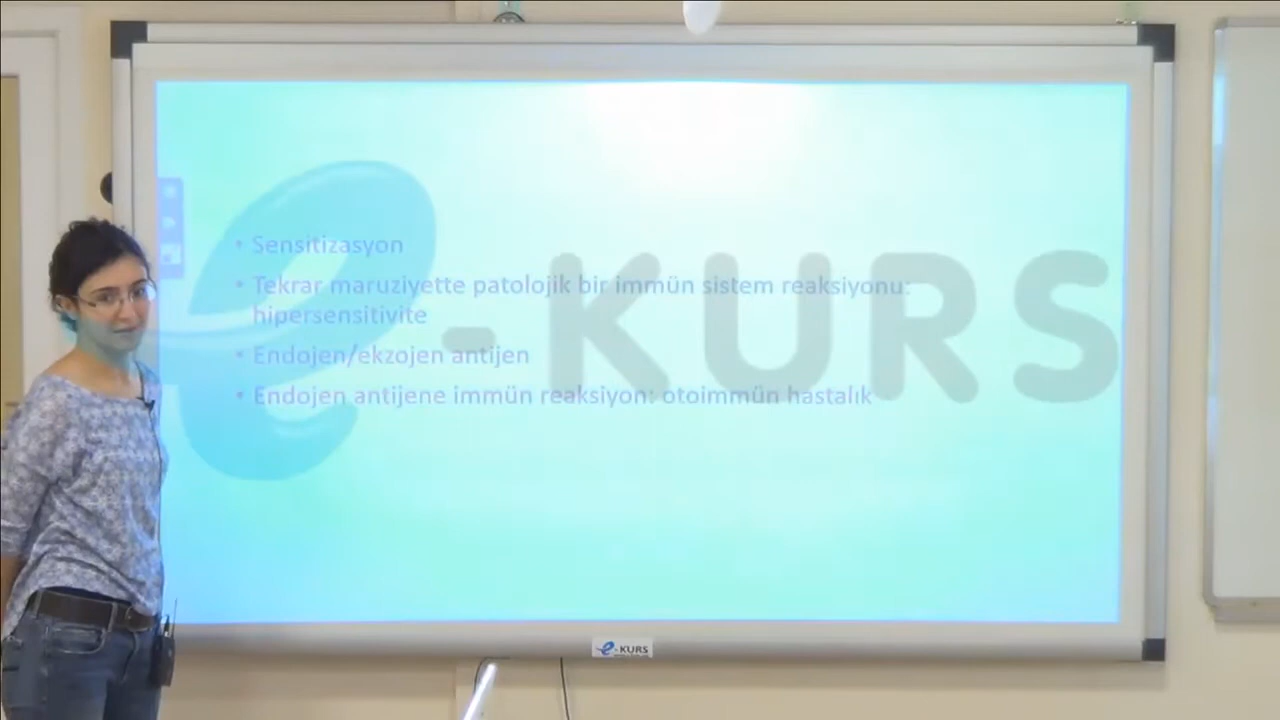 • Sensitizasyon
• Tekrar maruziyette patolojik bir immün sistem reaksiyonu:
hipersensitivite
• Endojen/ekzojen antijen
• Endojen antijene immün reaksiyon: otoimmün hastalık
e-KURS
e-KURS